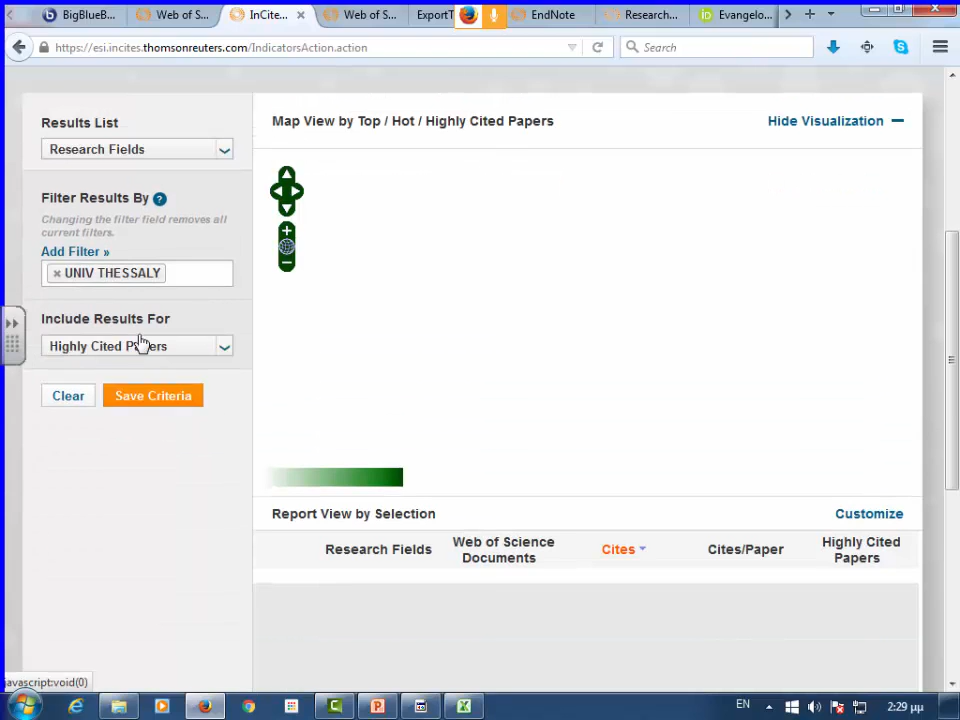 BigBlueB...
Web of S...
InCite...
Web of S...
ExportT
EndNote
Research...
Evangelo...
https://esi.incites.thomsonreuters.com/IndicatorsAction.action
Search
Results List
Research Fields
Filter Results By ?
Changing the filter field removes all
current filters.
Add Filter »
× UNIV THESSALY
Include Results For
Highly Cited Papers
Clear
Save Criteria
Map View by Top / Hot / Highly Cited Papers
Hide Visualization
Report View by Selection
Customize
Research Fields
Web of Science
Documents
Cites
Cites/Paper
Highly Cited
Papers
javascript:void(0)
EN
2:29 μμ